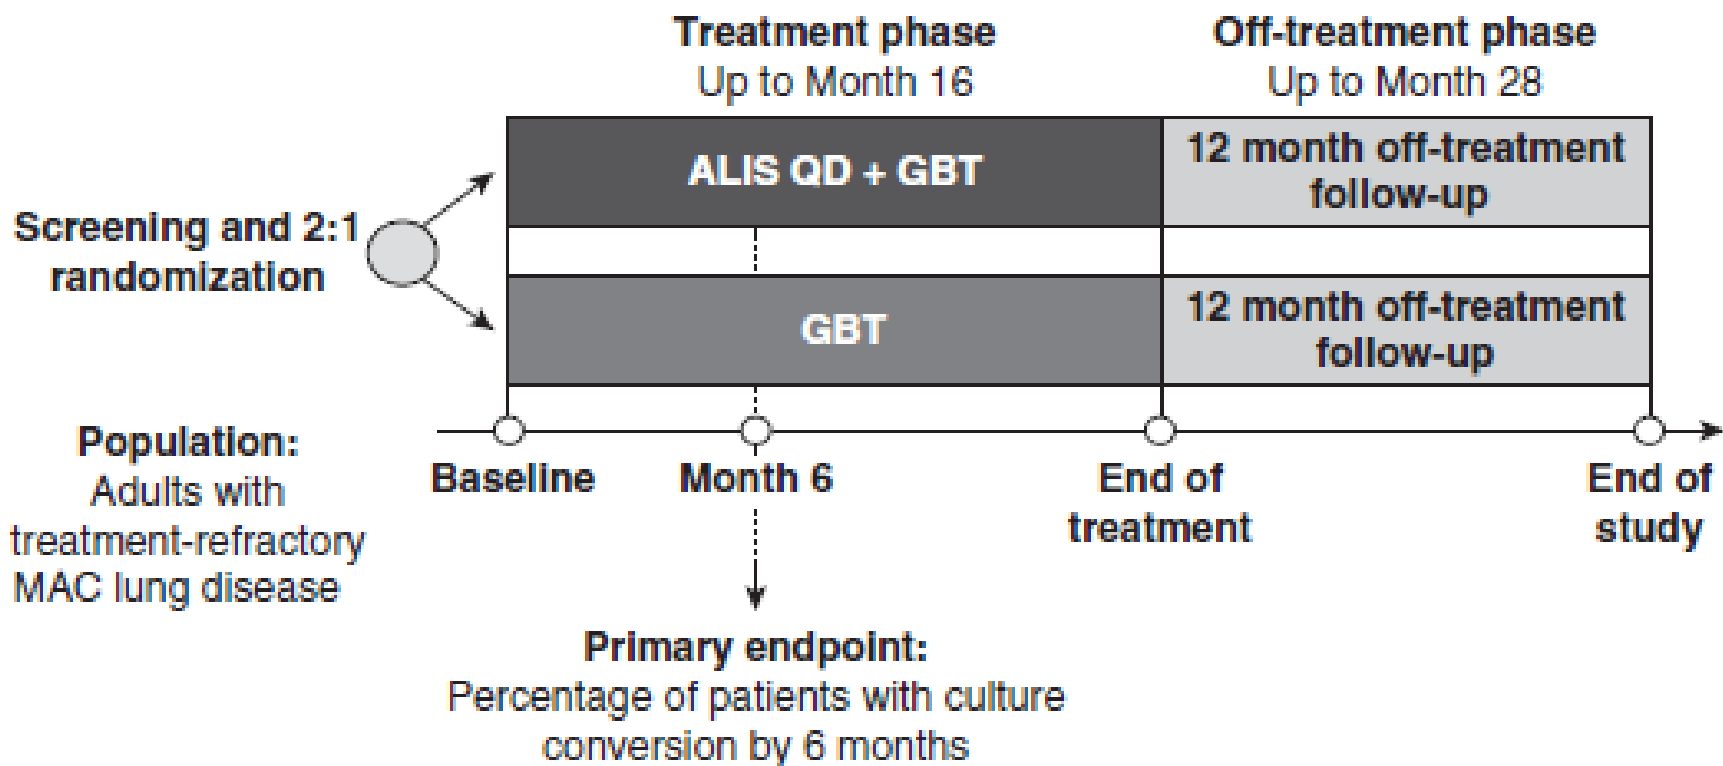 Treatment phase
Up to Month 16
Off-treatment phase
Up to Month 28
Screening and 2:1
randomization
ALIS QD + GBT
12 month off-treatment
follow-up
GBT
12 month off-treatment
follow-up
Population:
Adults with
treatment-refractory
MAC lung disease
Baseline
Month 6
End of
treatment
End of
study
Primary endpoint:
Percentage of patients with culture
conversion by 6 months